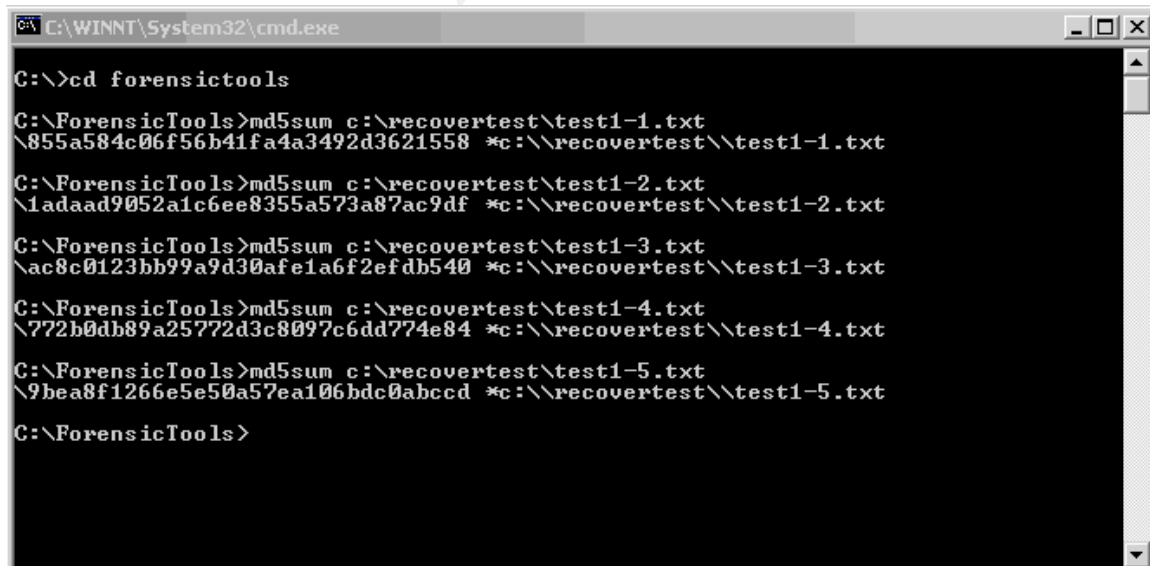 C:\WINNT\System32\cmd.exe
C:\>cd forensictools
C:\ForensicTools>md5sum c:\recovertest\test1-1.txt
\855a584c06f56b41fa4a3492d3621558 *c:\\recovertest\\test1-1.txt
C:\ForensicTools>md5sum c:\recovertest\test1-2.txt
\1adaad9052a1c6ee8355a573a87ac9df *c:\\recovertest\\test1-2.txt
C:\ForensicTools>md5sum c:\recovertest\test1-3.txt
\ac8c0123bb99a9d30afe1a6f2efdb540 *c:\\recovertest\\test1-3.txt
C:\ForensicTools>md5sum c:\recovertest\test1-4.txt
\772b0db89a25772d3c8097c6dd774e84 *c:\\recovertest\\test1-4.txt
C:\ForensicTools>md5sum c:\recovertest\test1-5.txt
\9bea8f1266e5e50a57ea106bdc0abccd *c:\\recovertest\\test1-5.txt
C:\ForensicTools>